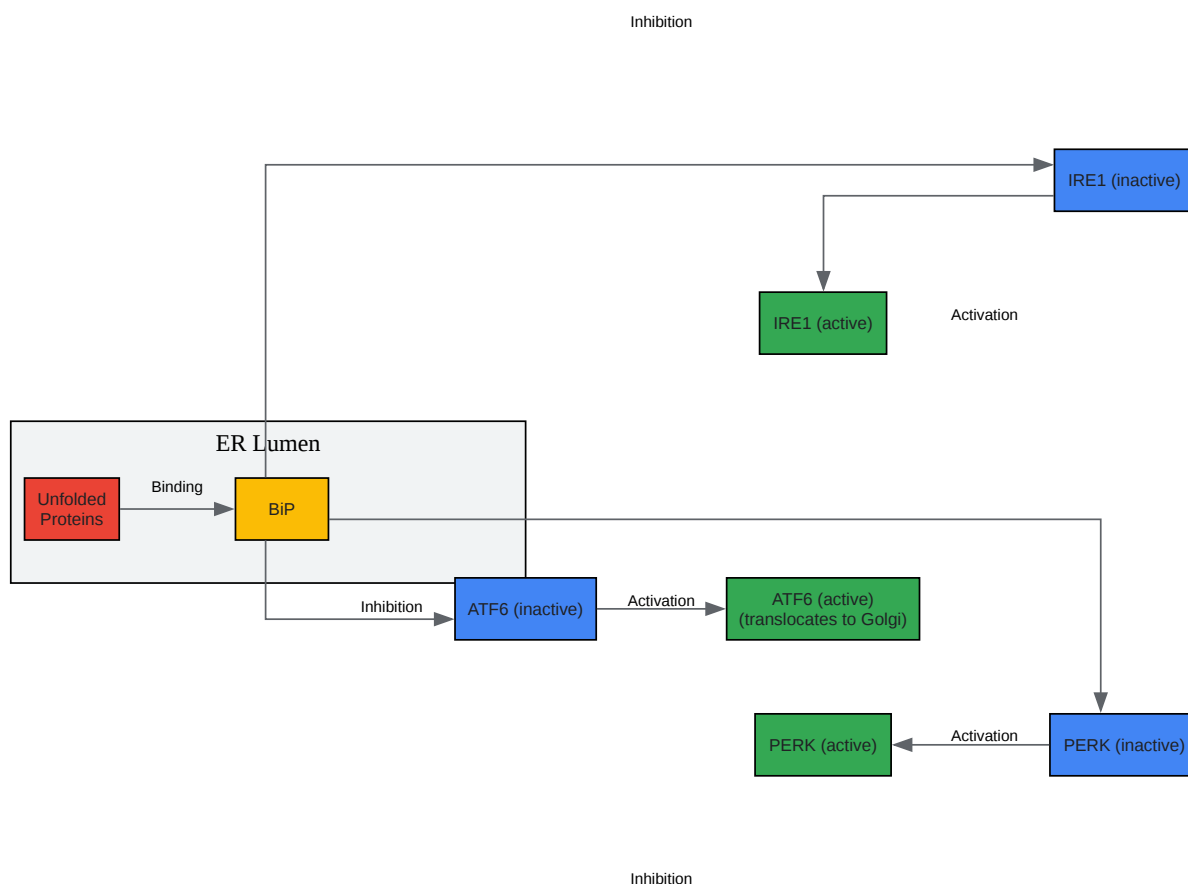 Inhibition
IRE1 (inactive)
IRE1 (active)
Activation
ER Lumen
Binding
Unfolded
Proteins
BiP
Inhibition
ATF6 (inactive)
Activation
ATF6 (active)
(translocates to Golgi)
PERK (active)
Activation
PERK (inactive)
Inhibition